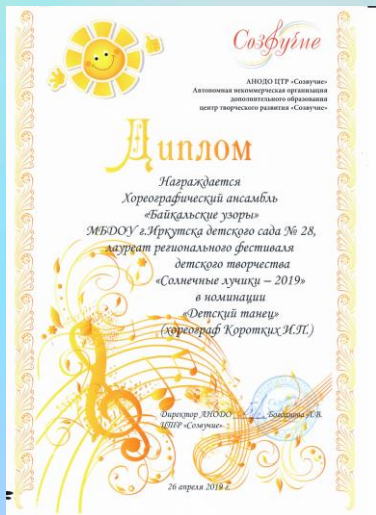 Созвучие
АНОДО ЦТР «Созвучие»
Автономная некоммерческая организация
дополнительного образования
центр творческого развития «Созвучие»
Диплом
Награждается
Хореографический ансамбль
«Байкальские узоры»
МБДОУ г.Иркутска детского сада № 28,
лауреат регионального фестиваля
детского творчества
«Солнечные лучики – 2019»
в номинации
«Детский танец»
(хореограф Коротких И.П.)
Директор АНОДО
ЦТР «Созвучие»
26 апреля 2019 г.